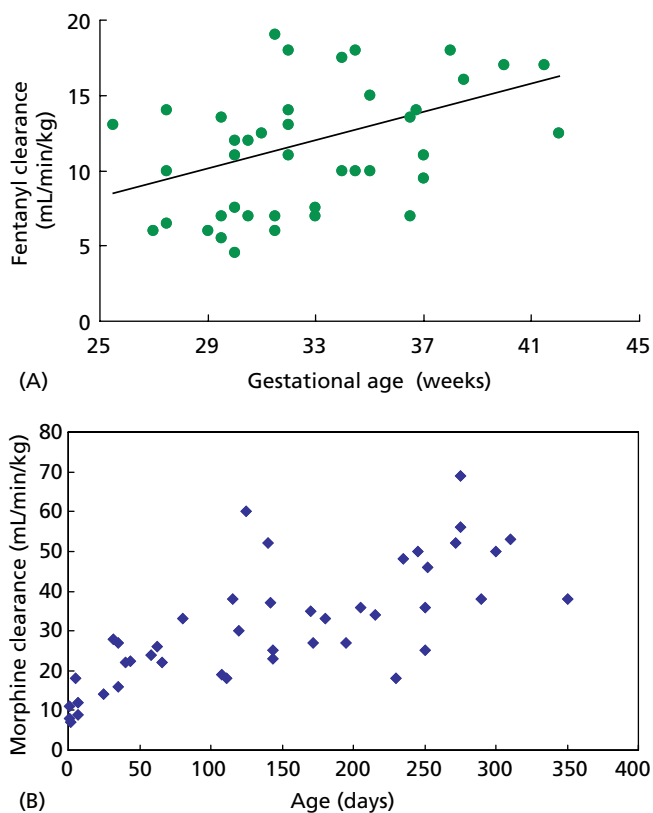 20
15
10
5
0
25 29 33 37 41 45
Fentanyl clearance
(mL/min/kg)
(A) Gestational age (weeks)
80
70
60
50
40
30
20
10
0
0 50 100 150 200 250 300 350 400
Morphine clearance (mL/min/kg)
(B) Age (days)